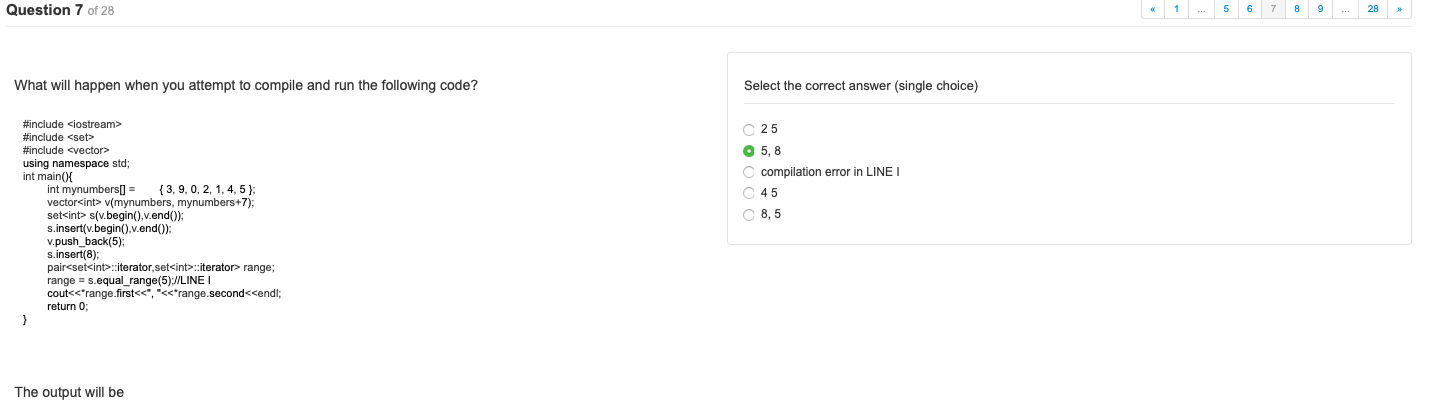 Question 7 of 28
« 1 ... 5 6 7 8 9 ... 28 »
What will happen when you attempt to compile and run the following code?
#include <iostream>
#include <set>
#include <vector>
using namespace std;
int main(){
int mynumbers[] = { 3, 9, 0, 2, 1, 4, 5 };
vector<int> v(mynumbers, mynumbers+7);
set<int> s(v.begin(),v.end());
s.insert(v.begin(),v.end());
v.push_back(5);
s.insert(8);
pair<set<int>::iterator,set<int>::iterator> range;
range = s.equal_range(5);//LINE I
cout<<*range.first<<", "<<*range.second<<endl;
return 0;
}
The output will be
Select the correct answer (single choice)
2 5
5, 8
compilation error in LINE I
4 5
8, 5